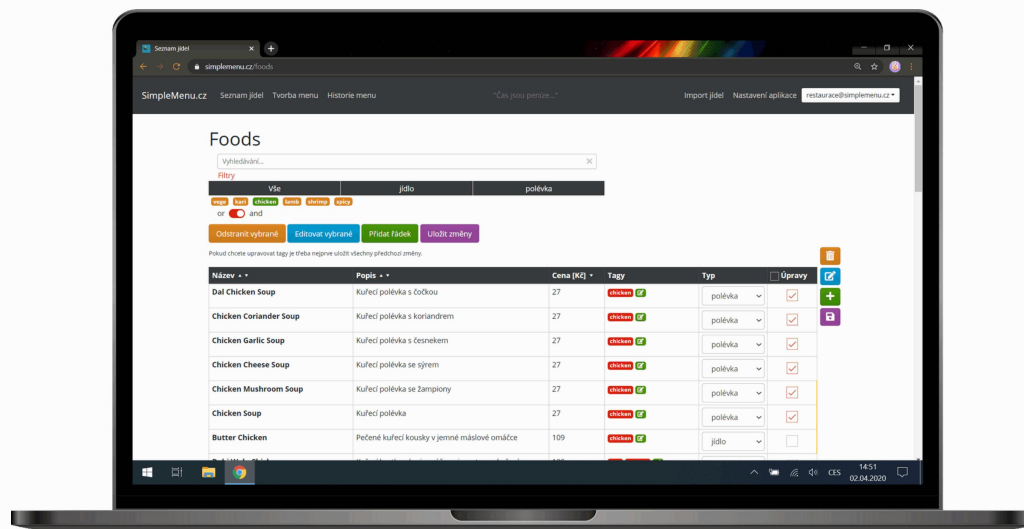 Seznam jídel
simplemenu.cz/foods
SimpleMenu.cz Seznam jídel Tvorba menu Historie menu "Čas jsou peníze..." Import jídel Nastavení aplikace restaurace@simplemenu.cz
Foods
Vyhledávání...
Filtry
Vše jídlo polévka
vege kari chicken lamb shrimp spicy
or and
Odstranit vybrané Editovat vybrané Přidat řádek Uložit změny
Pokud chcete upravovat tagy je třeba nejprve uložit všechny předchozí změny.
Název Popis Cena [Kč] Tagy Typ Úpravy
Dal Chicken Soup Kuřecí polévka s čočkou 27 chicken polévka
Chicken Coriander Soup Kuřecí polévka s koriandrem 27 chicken polévka
Chicken Garlic Soup Kuřecí polévka s česnekem 27 chicken polévka
Chicken Cheese Soup Kuřecí polévka se sýrem 27 chicken polévka
Chicken Mushroom Soup Kuřecí polévka se žampiony 27 chicken polévka
Chicken Soup Kuřecí polévka 27 chicken polévka
Butter Chicken Pečené kuřecí kousky v jemné máslové omáčce 109 chicken jídlo
CES
14:51
02.04.2020